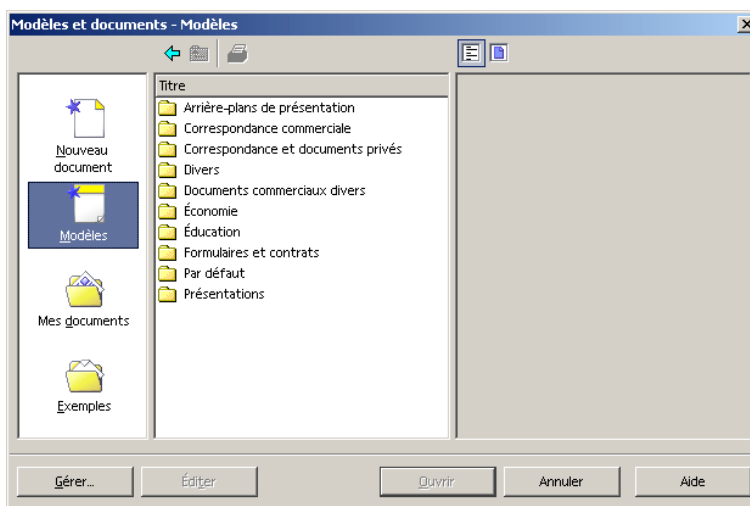 Modèles et documents - Modèles
Titre
Nouveau
document
Modèles
Mes documents
Exemples
Arrière-plans de présentation
Correspondance commerciale
Correspondance et documents privés
Divers
Documents commerciaux divers
Économie
Éducation
Formulaires et contrats
Par défaut
Présentations
Gérer...
Éditer
Ouvrir
Annuler
Aide